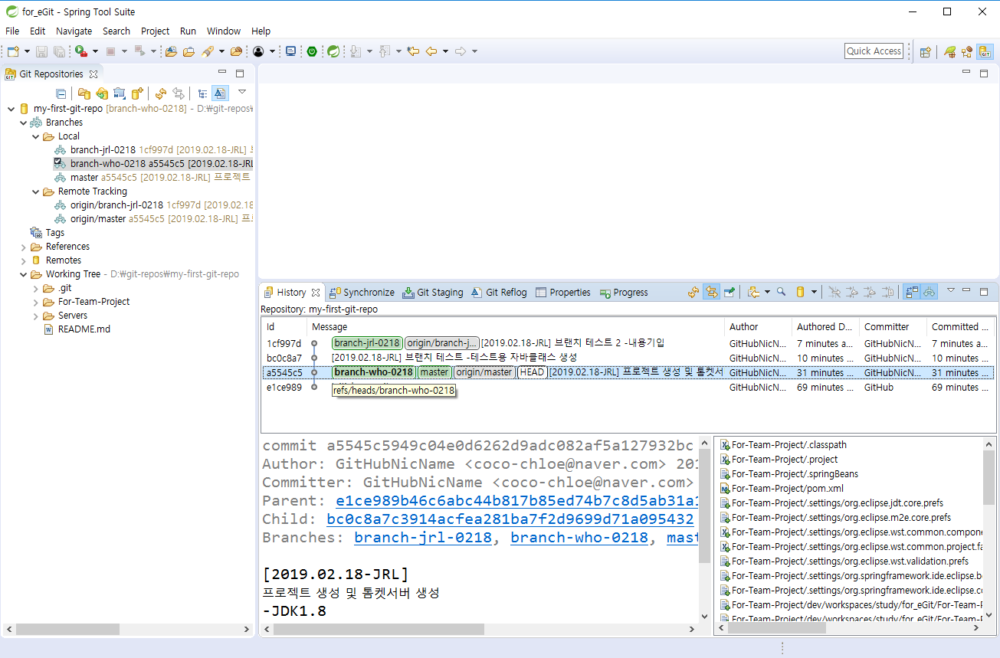 for_eGit - Spring Tool Suite
File Edit Navigate Search Project Run Window Help
Quick Access
Git Repositories
my-first-git-repo [branch-who-0218] - D:₩git-repos₩
Branches
Local
branch-jrl-0218 1cf997d [2019.02.18-JRL]
branch-who-0218 a5545c5 [2019.02.18-JRL
master a5545c5 [2019.02.18-JRL] 프로젝트
Remote Tracking
origin/branch-jrl-0218 1cf997d [2019.02.18
origin/master a5545c5 [2019.02.18-JRL] 프
Tags
References
Remotes
Working Tree - D:₩git-repos₩my-first-git-repo
.git
For-Team-Project
Servers
README.md
History Synchronize Git Staging Git Reflog Properties Progress
Repository: my-first-git-repo
Id Message Author Authored D... Committer Committed ...
1cf997d branch-jrl-0218 origin/branch-j... [2019.02.18-JRL] 브랜치 테스트 2 -내용기입 GitHubNicN... 7 minutes a... GitHubNicN... 7 minutes a...
bc0c8a7 [2019.02.18-JRL] 브랜치 테스트 -테스트용 자바클래스 생성 GitHubNicN... 10 minutes ... GitHubNicN... 10 minutes ...
a5545c5 branch-who-0218 master origin/master HEAD [2019.02.18-JRL] 프로젝트 생성 및 톰켓서 GitHubNicN... 31 minutes ... GitHubNicN... 31 minutes ...
e1ce989 GitHubNicN... 69 minutes ... GitHub 69 minutes ...
refs/heads/branch-who-0218
commit a5545c5949c04e0d6262d9adc082af5a127932bc
Author: GitHubNicName <coco-chloe@naver.com> 201
Committer: GitHubNicName <coco-chloe@naver.com>
Parent: e1ce989b46c6abc44b817b85ed74b7c8d5ab31a1
Child: bc0c8a7c3914acfea281ba7f2d9699d71a095432
Branches: branch-jrl-0218, branch-who-0218, mast
[2019.02.18-JRL]
프로젝트 생성 및 톰켓서버 생성
-JDK1.8
For-Team-Project/.classpath
For-Team-Project/.project
For-Team-Project/.springBeans
For-Team-Project/pom.xml
For-Team-Project/.settings/org.eclipse.jdt.core.prefs
For-Team-Project/.settings/org.eclipse.m2e.core.prefs
For-Team-Project/.settings/org.eclipse.wst.common.compone
For-Team-Project/.settings/org.eclipse.wst.common.project.fa
For-Team-Project/.settings/org.eclipse.wst.validation.prefs
For-Team-Project/.settings/org.springframework.ide.eclipse.b
For-Team-Project/.settings/org.springframework.ide.eclipse.co
For-Team-Project/dev/workspaces/study/for_eGit/For-Team-F
For-Team-Project/dev/workspaces/study/for_eGit/For-Team-F